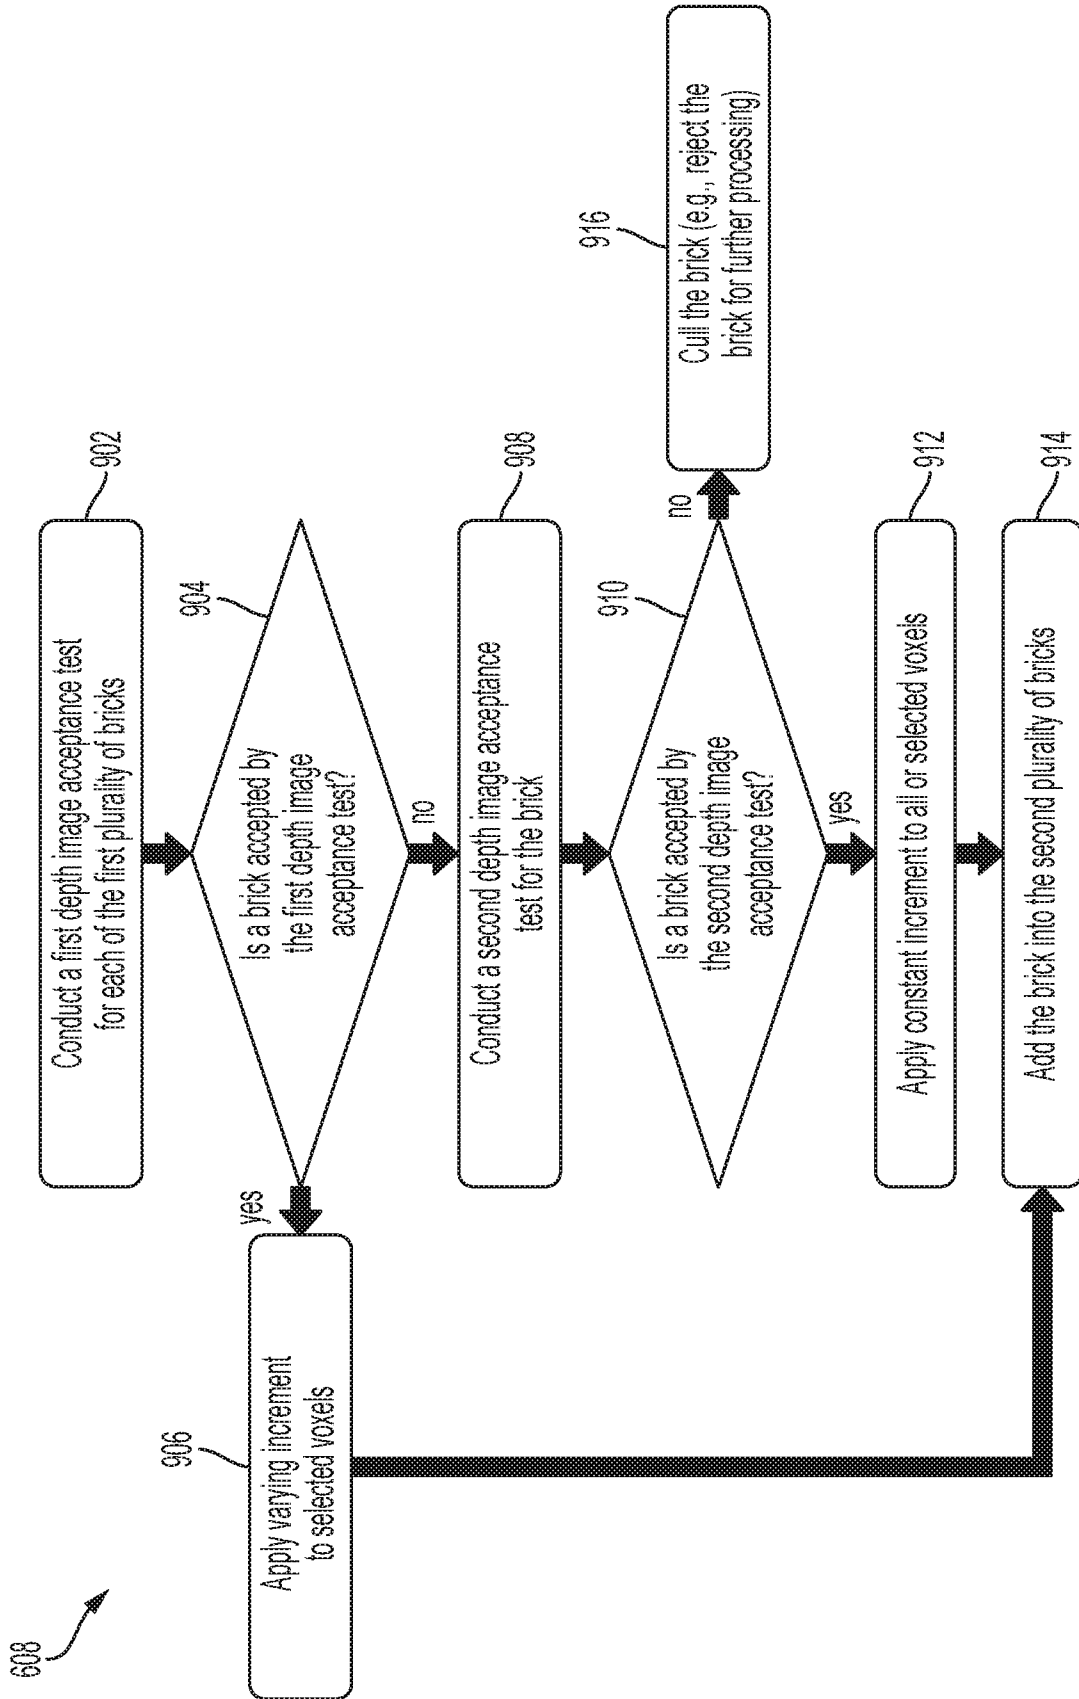 608
Conduct a first depth image acceptance test
for each of the first plurality of bricks
902
904
Is a brick accepted by
the first depth image
acceptance test?
yes
906
Apply varying increment
to selected voxels
no
908
Conduct a second depth image acceptance
test for the brick
910
Is a brick accepted by
the second depth image
acceptance test?
no
916
Cull the brick (e.g., reject the
brick for further processing)
yes
912
Apply constant increment to all or selected voxels
914
Add the brick into the second plurality of bricks